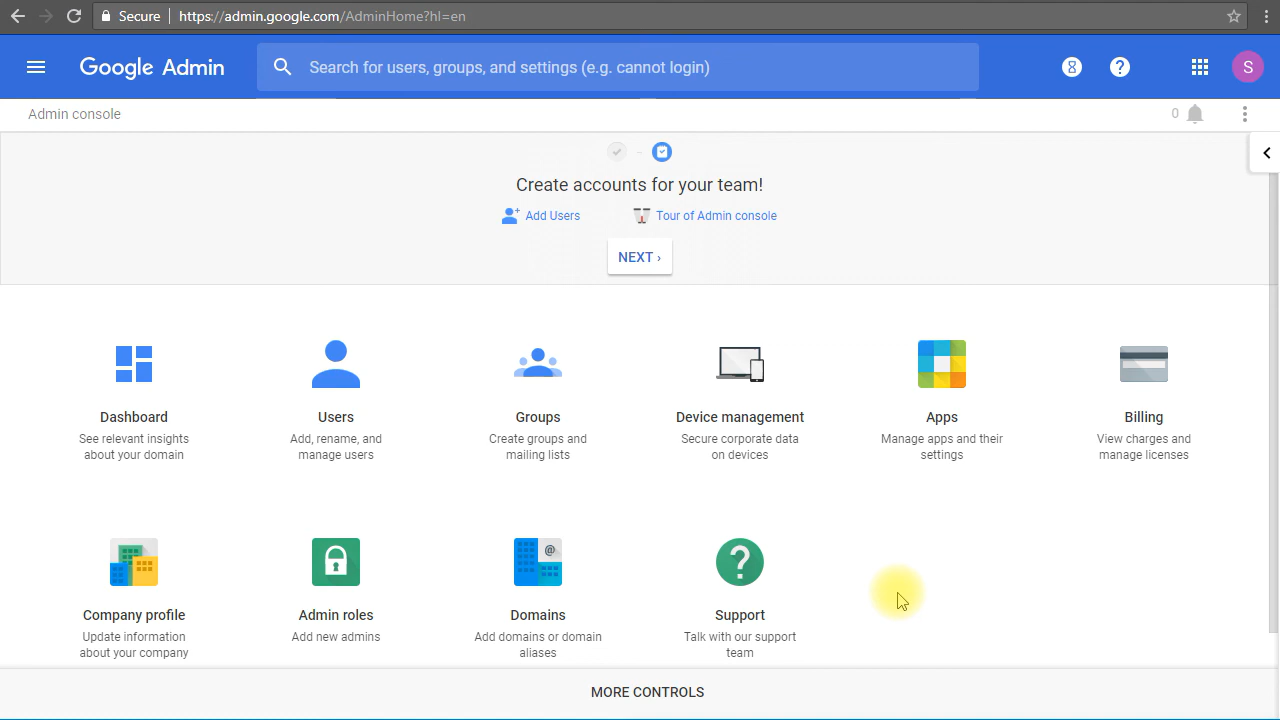 Secure
https://admin.google.com/AdminHome?hl=en
Google Admin
Search for users, groups, and settings (e.g. cannot login)
?
S
Admin console
0
Create accounts for your team!
Add Users
Tour of Admin console
NEXT ›
Dashboard
See relevant insights
about your domain
Users
Add, rename, and
manage users
Groups
Create groups and
mailing lists
Device management
Secure corporate data
on devices
Apps
Manage apps and their
settings
Billing
View charges and
manage licenses
Company profile
Update information
about your company
Admin roles
Add new admins
@
Domains
Add domains or domain
aliases
?
Support
Talk with our support
team
MORE CONTROLS